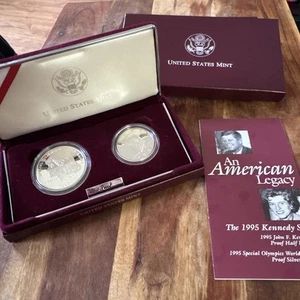 UNITED STATES MINT
UNITED STATES MINT
An
American
Legacy
The 1995 Kennedy S
1995 John F. Ke
Proof Half
1995 Special Olympics World
Proof Silver